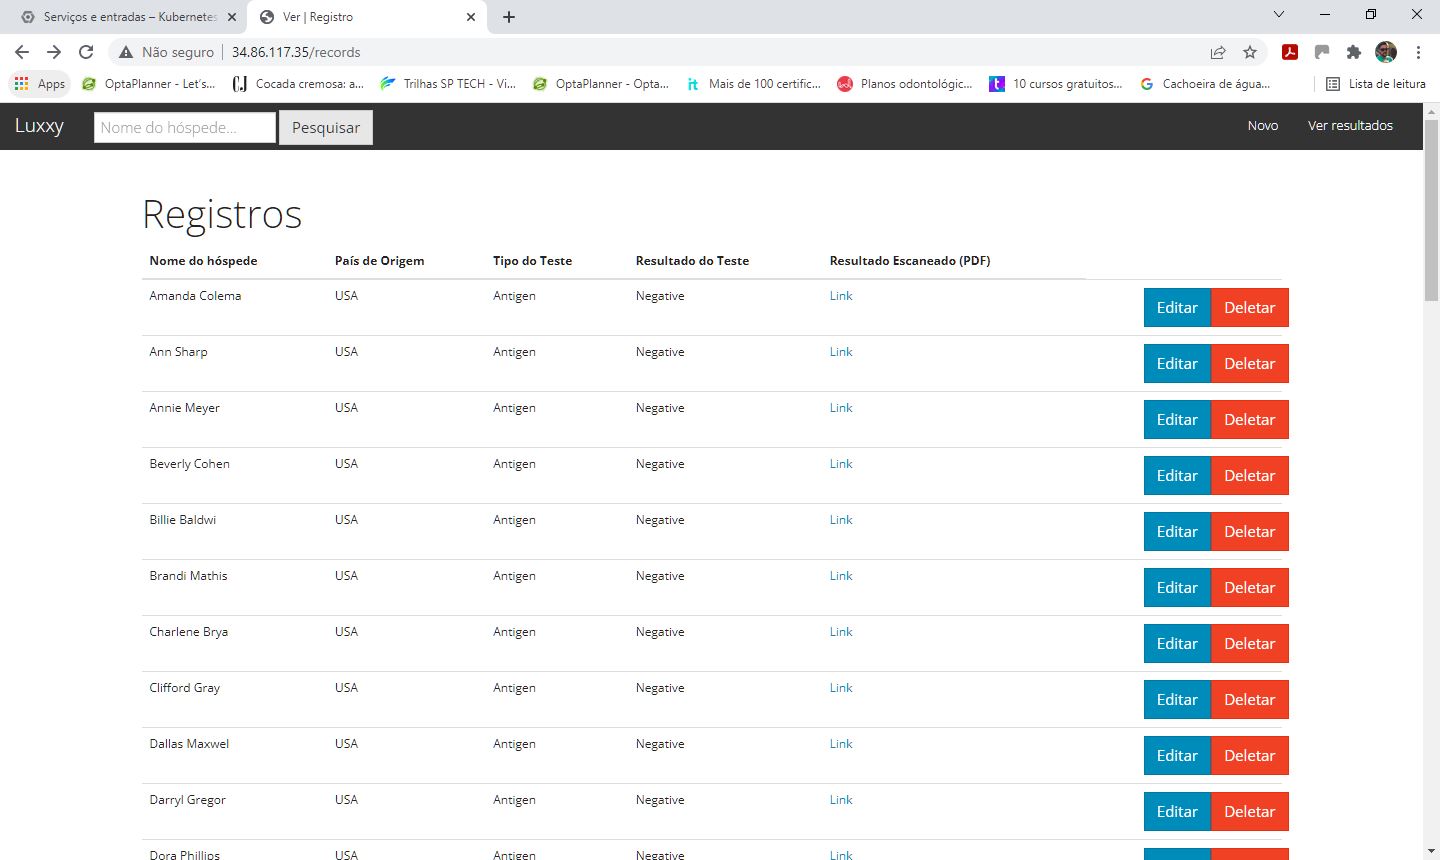 Serviços e entradas – Kubernetes
Ver | Registro
Não seguro | 34.86.117.35/records
Apps
OptaPlanner - Let's...
Cocada cremosa: a...
Trilhas SP TECH - Vi...
OptaPlanner - Opta...
Mais de 100 certific...
Planos odontológic...
10 cursos gratuitos...
Cachoeira de água...
Lista de leitura
Luxxy
Nome do hóspede...
Pesquisar
Novo
Ver resultados
Registros
Nome do hóspede País de Origem Tipo do Teste Resultado do Teste Resultado Escaneado (PDF)
Amanda Colema USA Antigen Negative Link Editar Deletar
Ann Sharp USA Antigen Negative Link Editar Deletar
Annie Meyer USA Antigen Negative Link Editar Deletar
Beverly Cohen USA Antigen Negative Link Editar Deletar
Billie Baldwi USA Antigen Negative Link Editar Deletar
Brandi Mathis USA Antigen Negative Link Editar Deletar
Charlene Brya USA Antigen Negative Link Editar Deletar
Clifford Gray USA Antigen Negative Link Editar Deletar
Dallas Maxwel USA Antigen Negative Link Editar Deletar
Darryl Gregor USA Antigen Negative Link Editar Deletar
Dora Phillips USA Antigen Negative Link